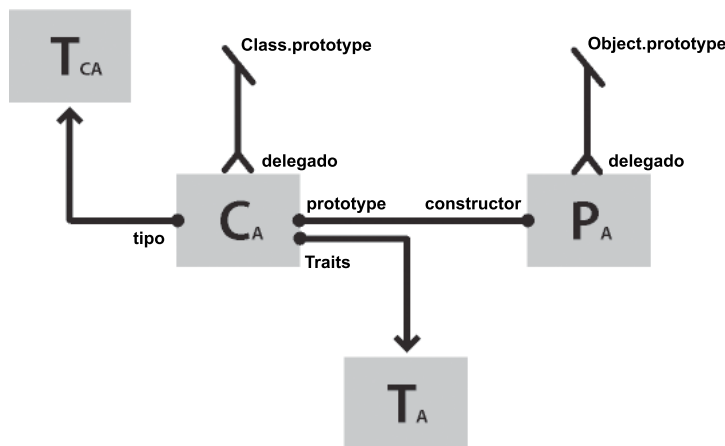 T CA
Class.prototype
Object.prototype
delegado
delegado
C A
prototype
constructor
P A
tipo
Traits
T A